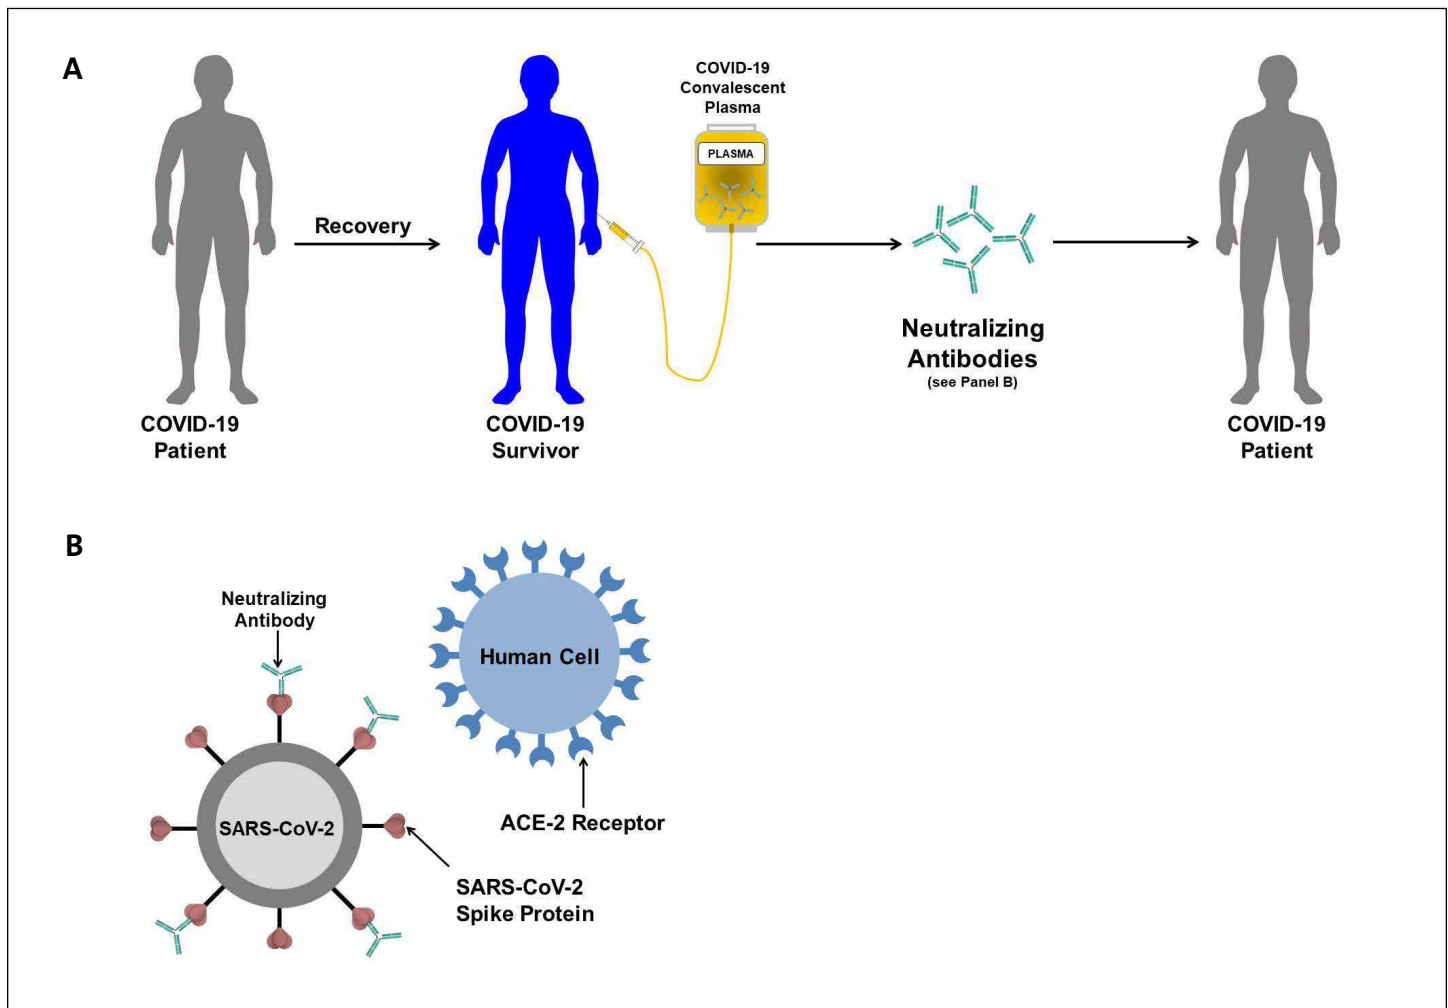 A
COVID-19
Convalescent
Plasma
PLASMA
Recovery
Neutralizing
Antibodies
(see Panel B)
COVID-19
Patient
COVID-19
Survivor
COVID-19
Patient
B
Neutralizing
Antibody
Human Cell
SARS-CoV-2
ACE-2 Receptor
SARS-CoV-2
Spike Protein